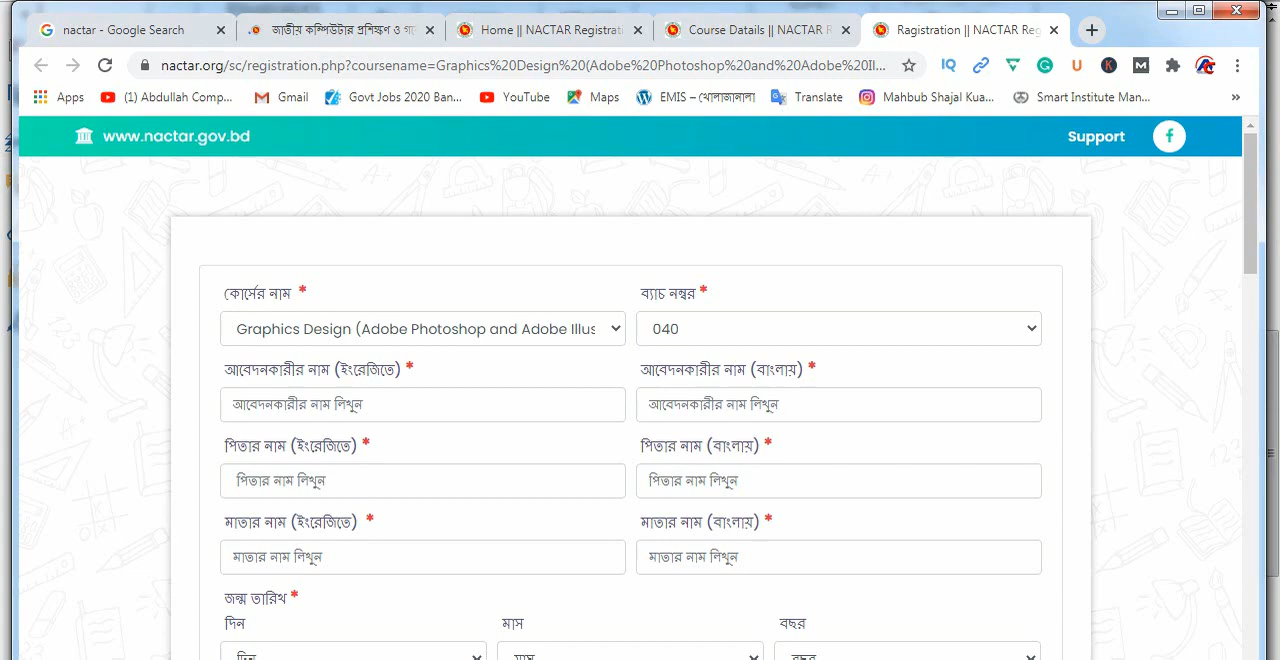 nactar - Google Search
জাতীয় কম্পিউটার প্রশিক্ষণ ও গ
Home || NACTAR Registrati
Course Datails || NACTAR R
Ragistration || NACTAR Reg
nactar.org/sc/registration.php?coursename=Graphics%20Design%20(Adobe%20Photoshop%20and%20Adobe%20Il...
Apps
(1) Abdullah Comp...
Gmail
Govt Jobs 2020 Ban...
YouTube
Maps
EMIS – খোলাজানালা
Translate
Mahbub Shajal Kua...
Smart Institute Man...
www.nactar.gov.bd
Support
কোর্সের নাম *
ব্যাচ নম্বর *
Graphics Design (Adobe Photoshop and Adobe Illus
040
আবেদনকারীর নাম (ইংরেজিতে) *
আবেদনকারীর নাম (বাংলায়) *
আবেদনকারীর নাম লিখুন
আবেদনকারীর নাম লিখুন
পিতার নাম (ইংরেজিতে) *
পিতার নাম (বাংলায়) *
পিতার নাম লিখুন
পিতার নাম লিখুন
মাতার নাম (ইংরেজিতে) *
মাতার নাম (বাংলায়) *
মাতার নাম লিখুন
মাতার নাম লিখুন
জন্ম তারিখ *
দিন
মাস
বছর
দিন
মাস
বছর